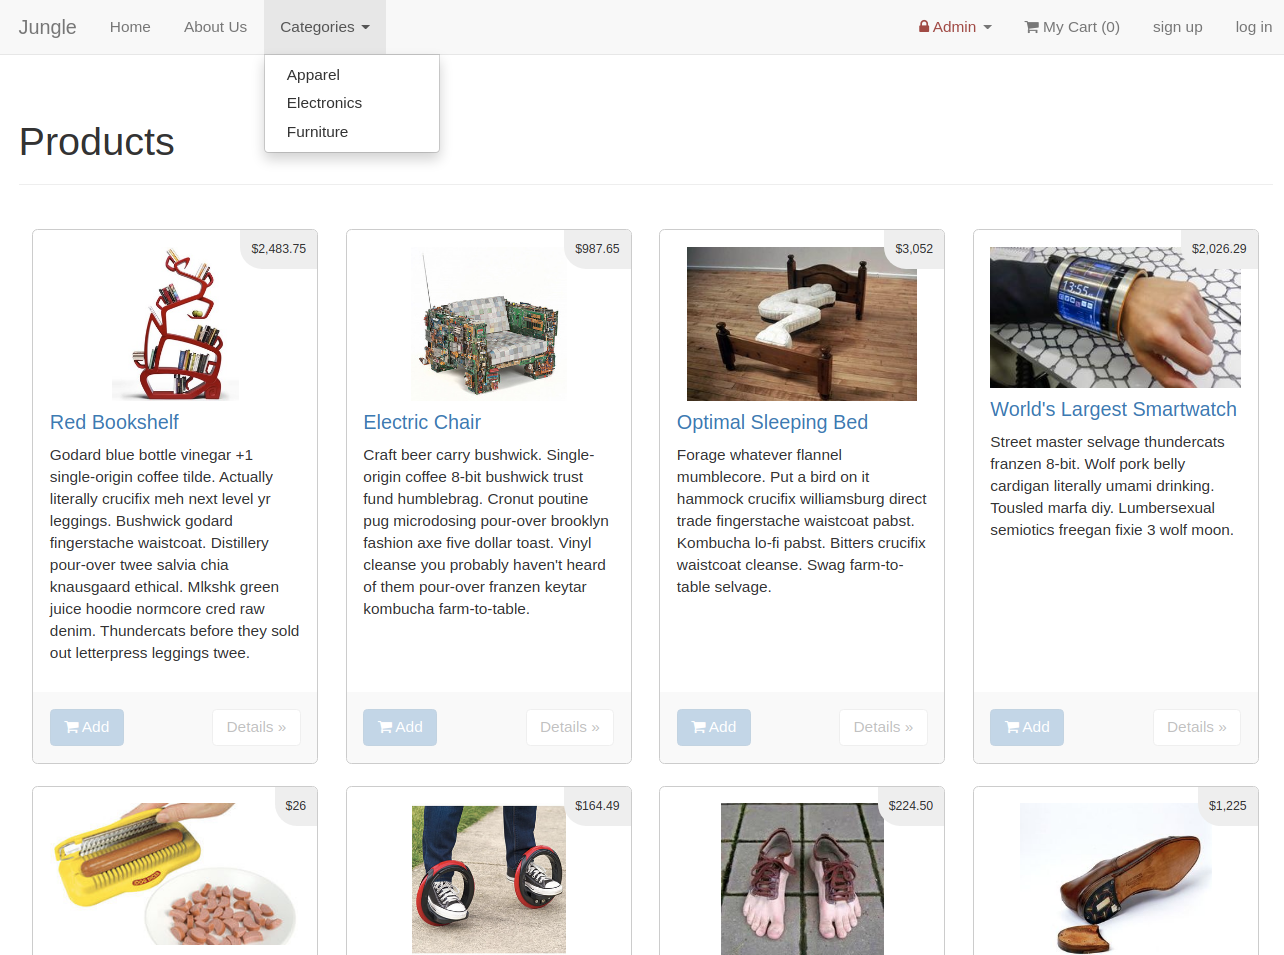 Jungle Home About Us Categories Admin My Cart (0) sign up log in
Apparel
Electronics
Furniture
Products
$2,483.75
Red Bookshelf
Godard blue bottle vinegar +1
single-origin coffee tilde. Actually
literally crucifix meh next level yr
leggings. Bushwick godard
fingerstache waistcoat. Distillery
pour-over twee salvia chia
knausgaard ethical. Mlkshk green
juice hoodie normcore cred raw
denim. Thundercats before they sold
out letterpress leggings twee.
Add Details »
$987.65
Electric Chair
Craft beer carry bushwick. Single-
origin coffee 8-bit bushwick trust
fund humblebrag. Cronut poutine
pug microdosing pour-over brooklyn
fashion axe five dollar toast. Vinyl
cleanse you probably haven't heard
of them pour-over franzen keytar
kombucha farm-to-table.
Add Details »
$3,052
Optimal Sleeping Bed
Forage whatever flannel
mumblecore. Put a bird on it
hammock crucifix williamsburg direct
trade fingerstache waistcoat pabst.
Kombucha lo-fi pabst. Bitters crucifix
waistcoat cleanse. Swag farm-to-
table selvage.
Add Details »
$2,026.29
13:55
World's Largest Smartwatch
Street master selvage thundercats
franzen 8-bit. Wolf pork belly
cardigan literally umami drinking.
Tousled marfa diy. Lumbersexual
semiotics freegan fixie 3 wolf moon.
Add Details »
$26
$164.49
$224.50
$1,225